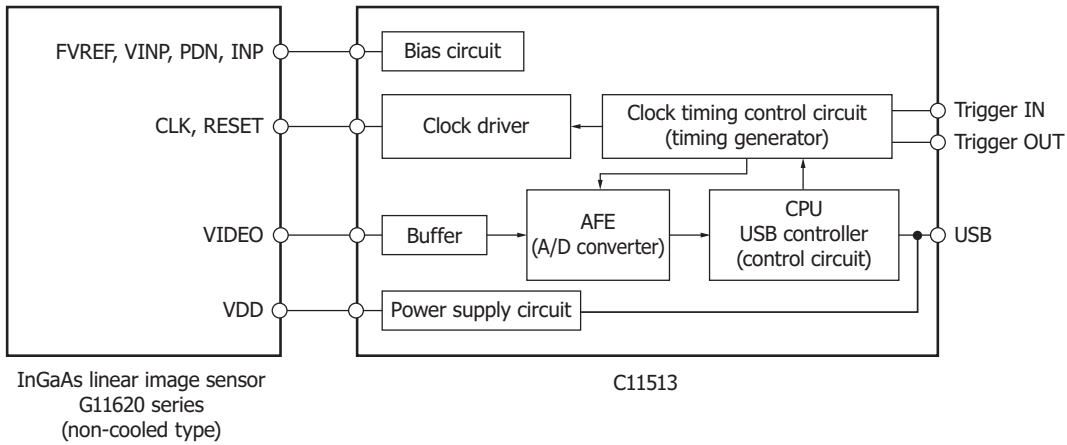 FVREF, VINP, PDN, INP
Bias circuit
CLK, RESET
Clock driver
Clock timing control circuit
(timing generator)
Trigger IN
Trigger OUT
VIDEO
Buffer
AFE
(A/D converter)
CPU
USB controller
(control circuit)
USB
VDD
Power supply circuit
InGaAs linear image sensor
G11620 series
(non-cooled type)
C11513